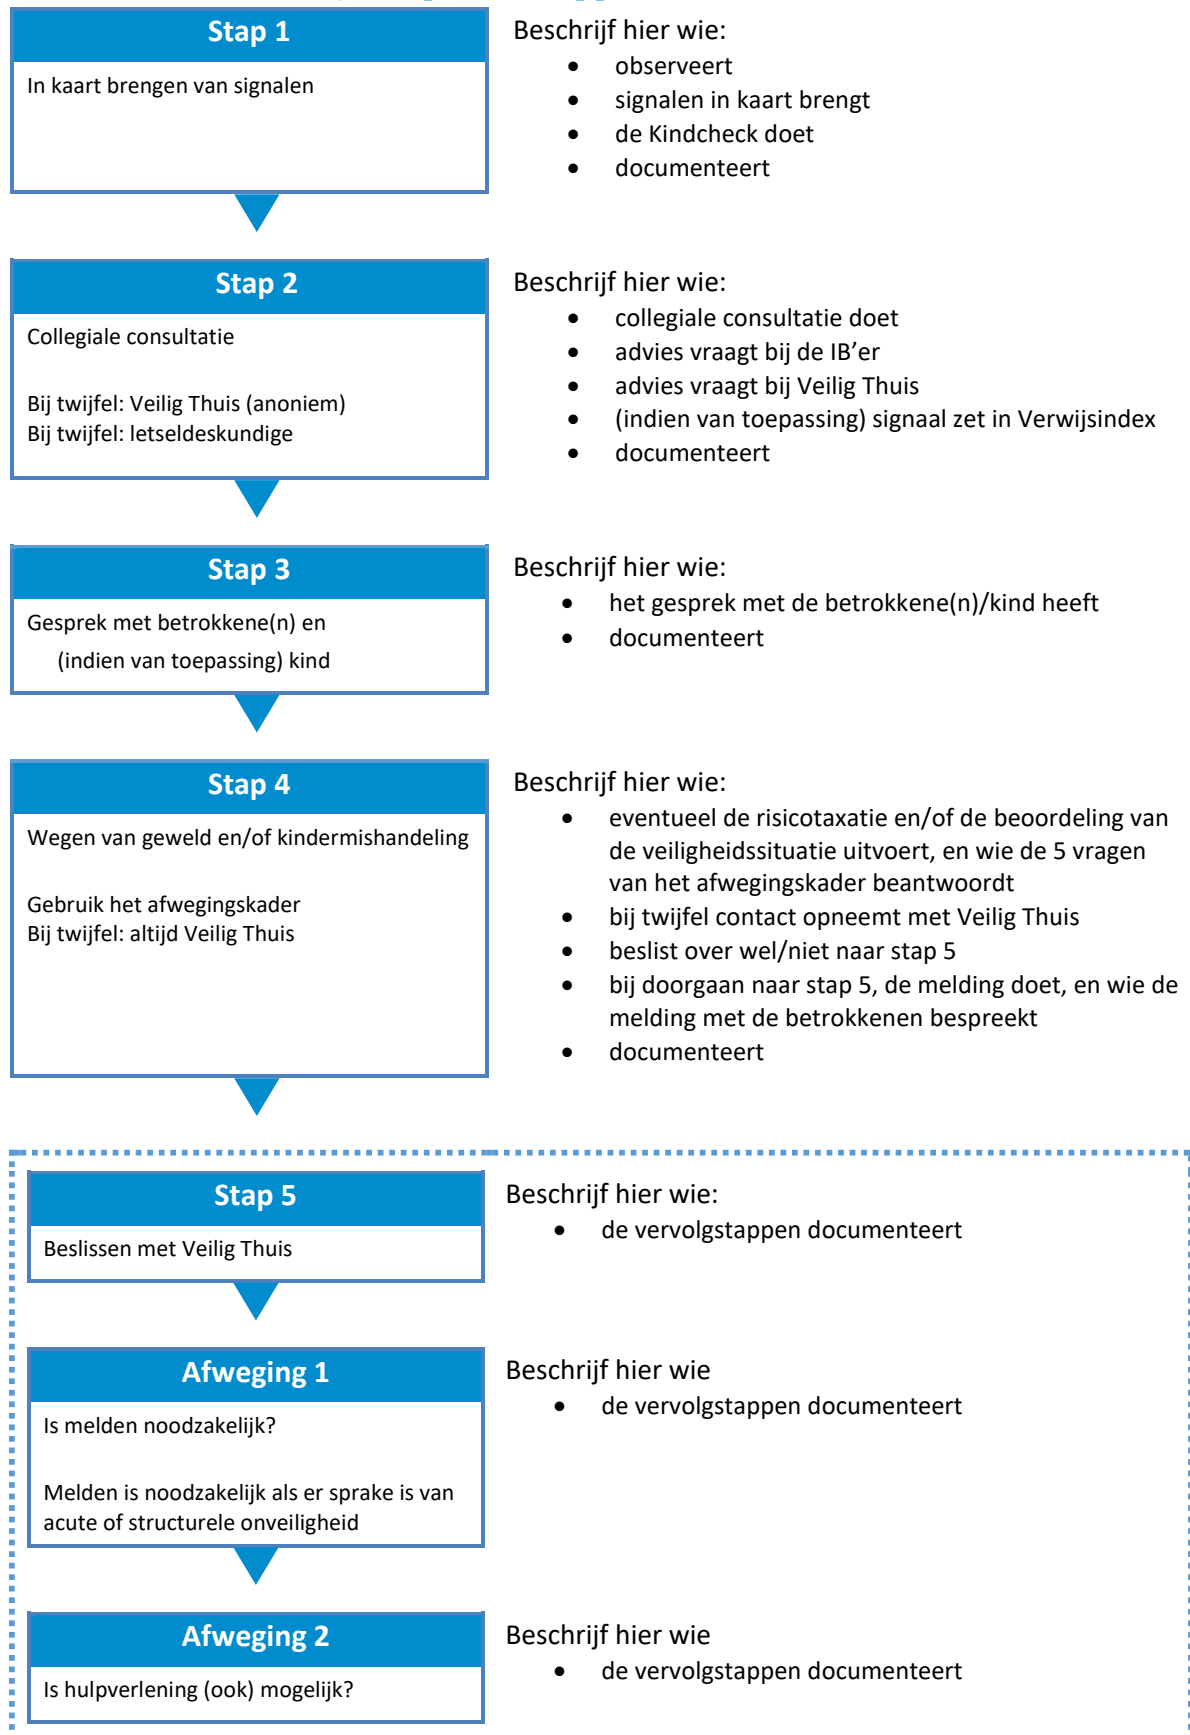 Stap 1
In kaart brengen van signalen
Beschrijf hier wie:
• observeert
• signalen in kaart brengt
• de Kindcheck doet
• documenteert
Stap 2
Collegiale consultatie
Bij twijfel: Veilig Thuis (anoniem)
Bij twijfel: letseldeskundige
Beschrijf hier wie:
• collegiale consultatie doet
• advies vraagt bij de IB’er
• advies vraagt bij Veilig Thuis
• (indien van toepassing) signaal zet in Verwijsindex
• documenteert
Stap 3
Gesprek met betrokkene(n) en
(indien van toepassing) kind
Beschrijf hier wie:
• het gesprek met de betrokkene(n)/kind heeft
• documenteert
Stap 4
Wegen van geweld en/of kindermishandeling
Gebruik het afwegingskader
Bij twijfel: altijd Veilig Thuis
Beschrijf hier wie:
• eventueel de risicotaxatie en/of de beoordeling van
de veiligheidssituatie uitvoert, en wie de 5 vragen
van het afwegingskader beantwoordt
• bij twijfel contact opneemt met Veilig Thuis
• beslist over wel/niet naar stap 5
• bij doorgaan naar stap 5, de melding doet, en wie de
melding met de betrokkenen bespreekt
• documenteert
Stap 5
Beslissen met Veilig Thuis
Beschrijf hier wie:
• de vervolgstappen documenteert
Afweging 1
Is melden noodzakelijk?
Melden is noodzakelijk als er sprake is van
acute of structurele onveiligheid
Beschrijf hier wie
• de vervolgstappen documenteert
Afweging 2
Is hulpverlening (ook) mogelijk?
Beschrijf hier wie
• de vervolgstappen documenteert